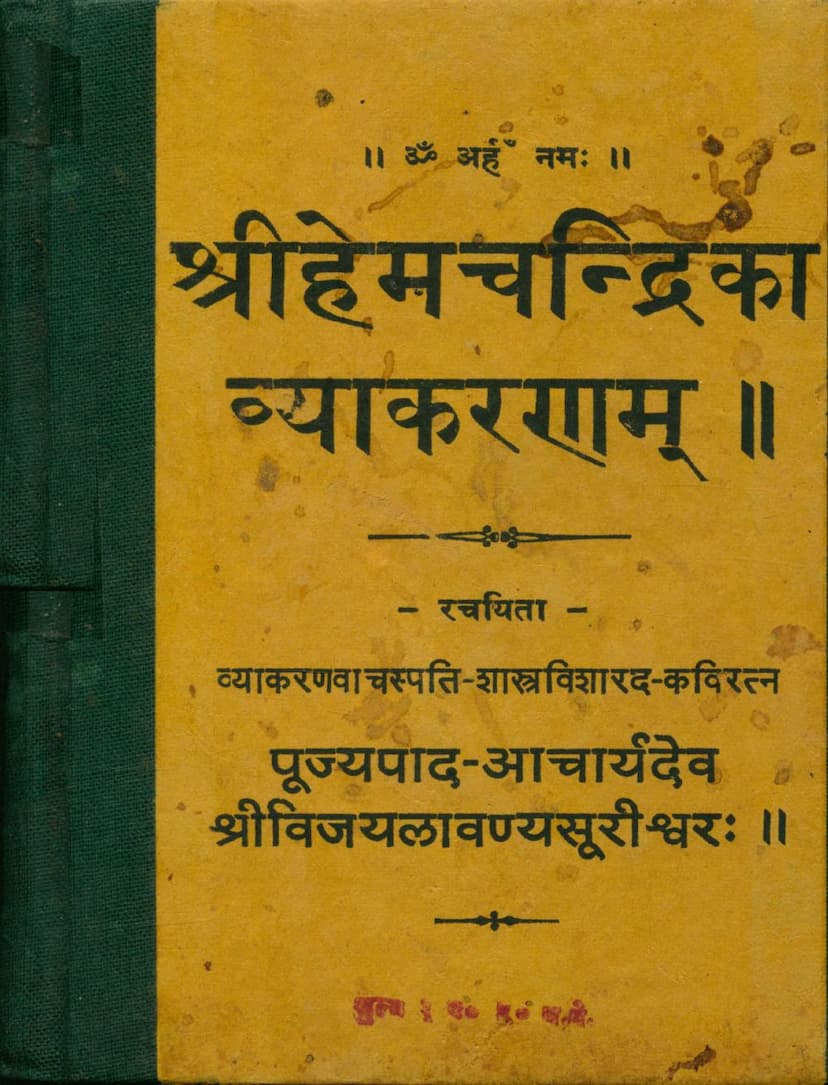 ॥ ॐ अर्हँ नमः ॥
श्रीहेमचन्द्रिका
व्याकरणम् ॥
– रचयिता –
व्याकरणवाचस्पति-शास्त्रविशारद-कविरत्न
पूज्यपाद-आचार्यदेव
श्रीविजयलावण्यसूरीश्वरः ॥